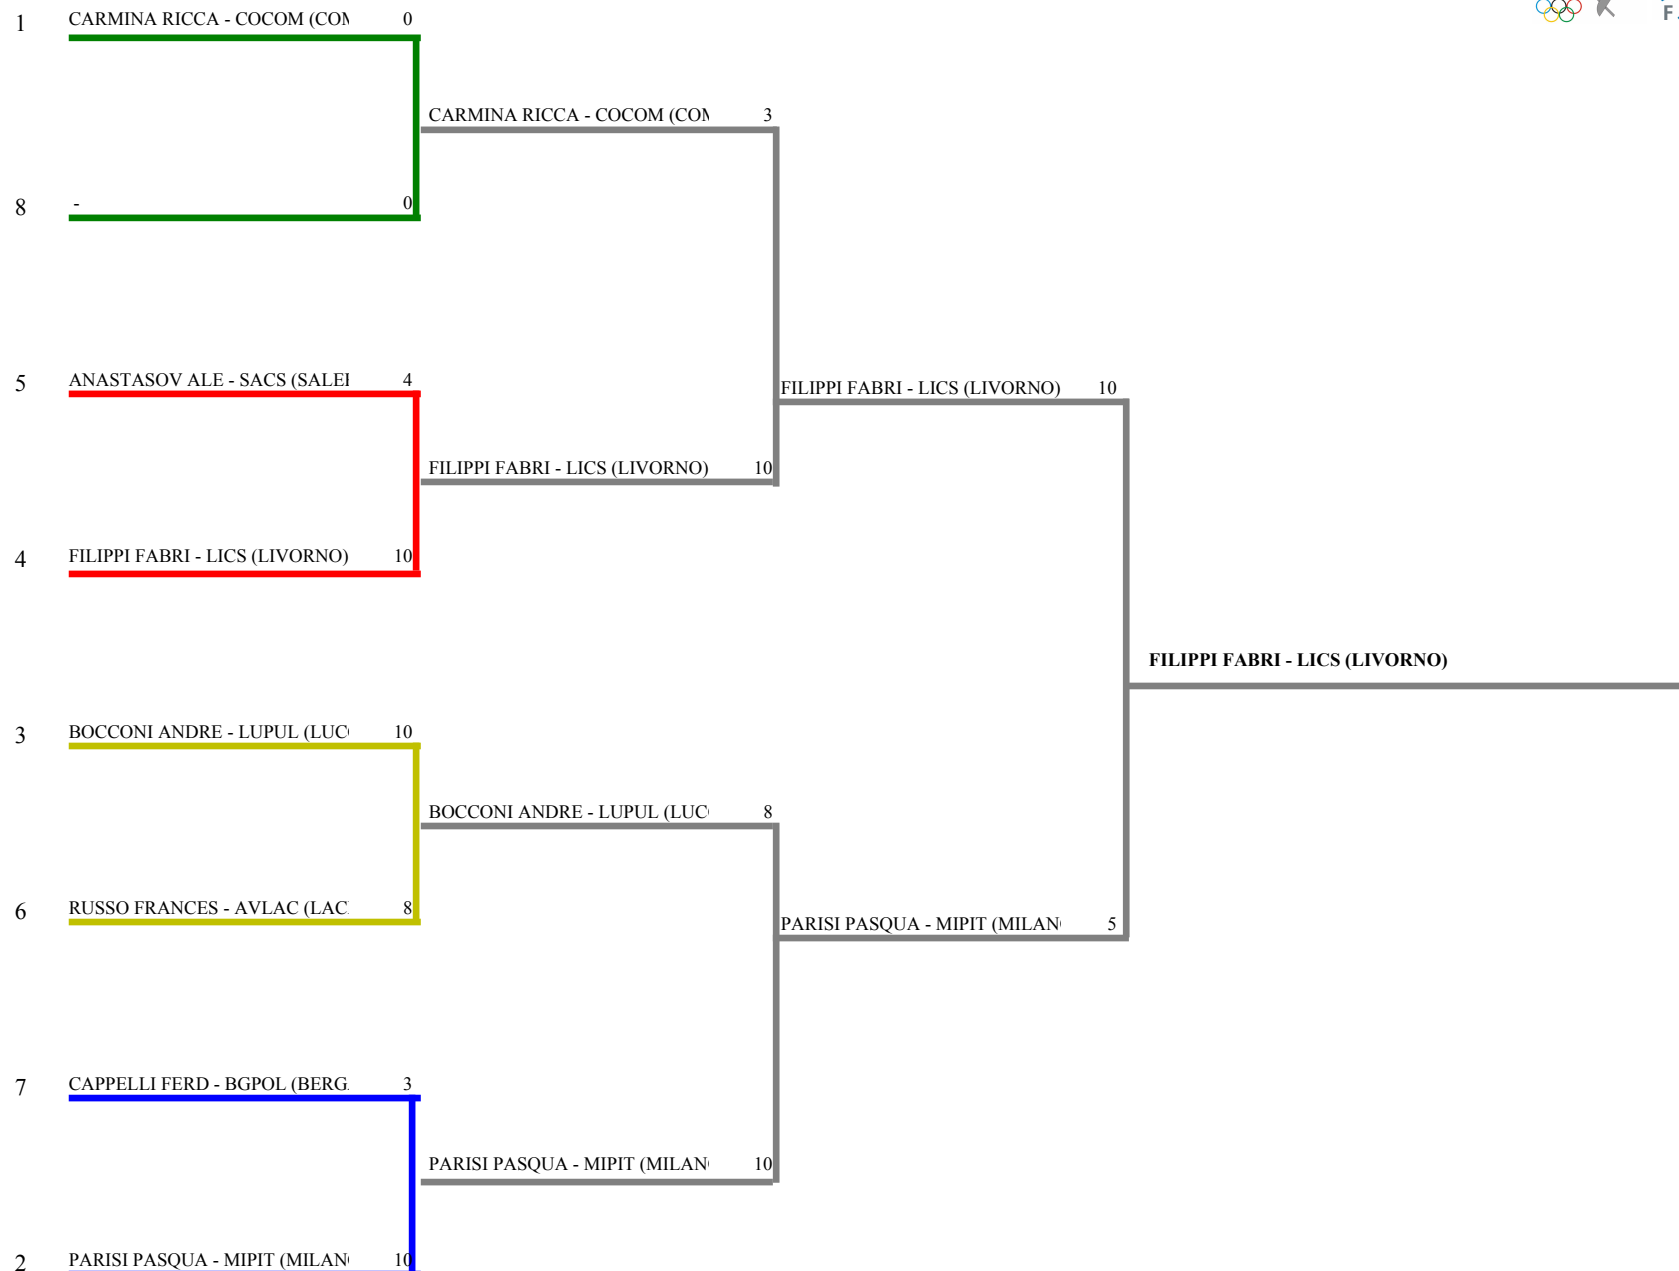 1 CARMINA RICCA - COCOM (COM 0
F
CARMINA RICCA - COCOM (COM 3
8 - 0
5 ANASTASOV ALE - SACS (SALE 4
FILIPPI FABRI - LICS (LIVORNO) 10
FILIPPI FABRI - LICS (LIVORNO) 10
4 FILIPPI FABRI - LICS (LIVORNO) 10
FILIPPI FABRI - LICS (LIVORNO)
3 BOCCONI ANDRE - LUPUL (LUC 10
BOCCONI ANDRE - LUPUL (LUC 8
6 RUSSO FRANCES - AVLAC (LAC 8
PARISI PASQUA - MIPIT (MILAN 5
7 CAPPELLI FERD - BGPOL (BERG 3
PARISI PASQUA - MIPIT (MILAN 10
2 PARISI PASQUA - MIPIT (MILAN 10